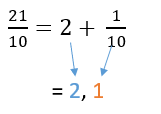 21/10 = 2 + 1/10
= 2, 1